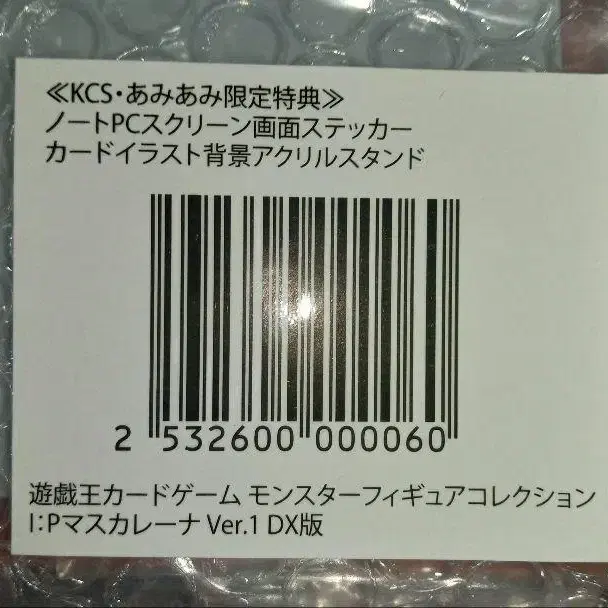 ≪KCS・あみあみ限定特典≫
ノートPCスクリーン画面ステッカー
カードイラスト背景アクリルスタンド
2 532600 000060
遊戯王カードゲーム モンスターフィギュアコレクション
I:Pマスカレーナ Ver.1 DX版